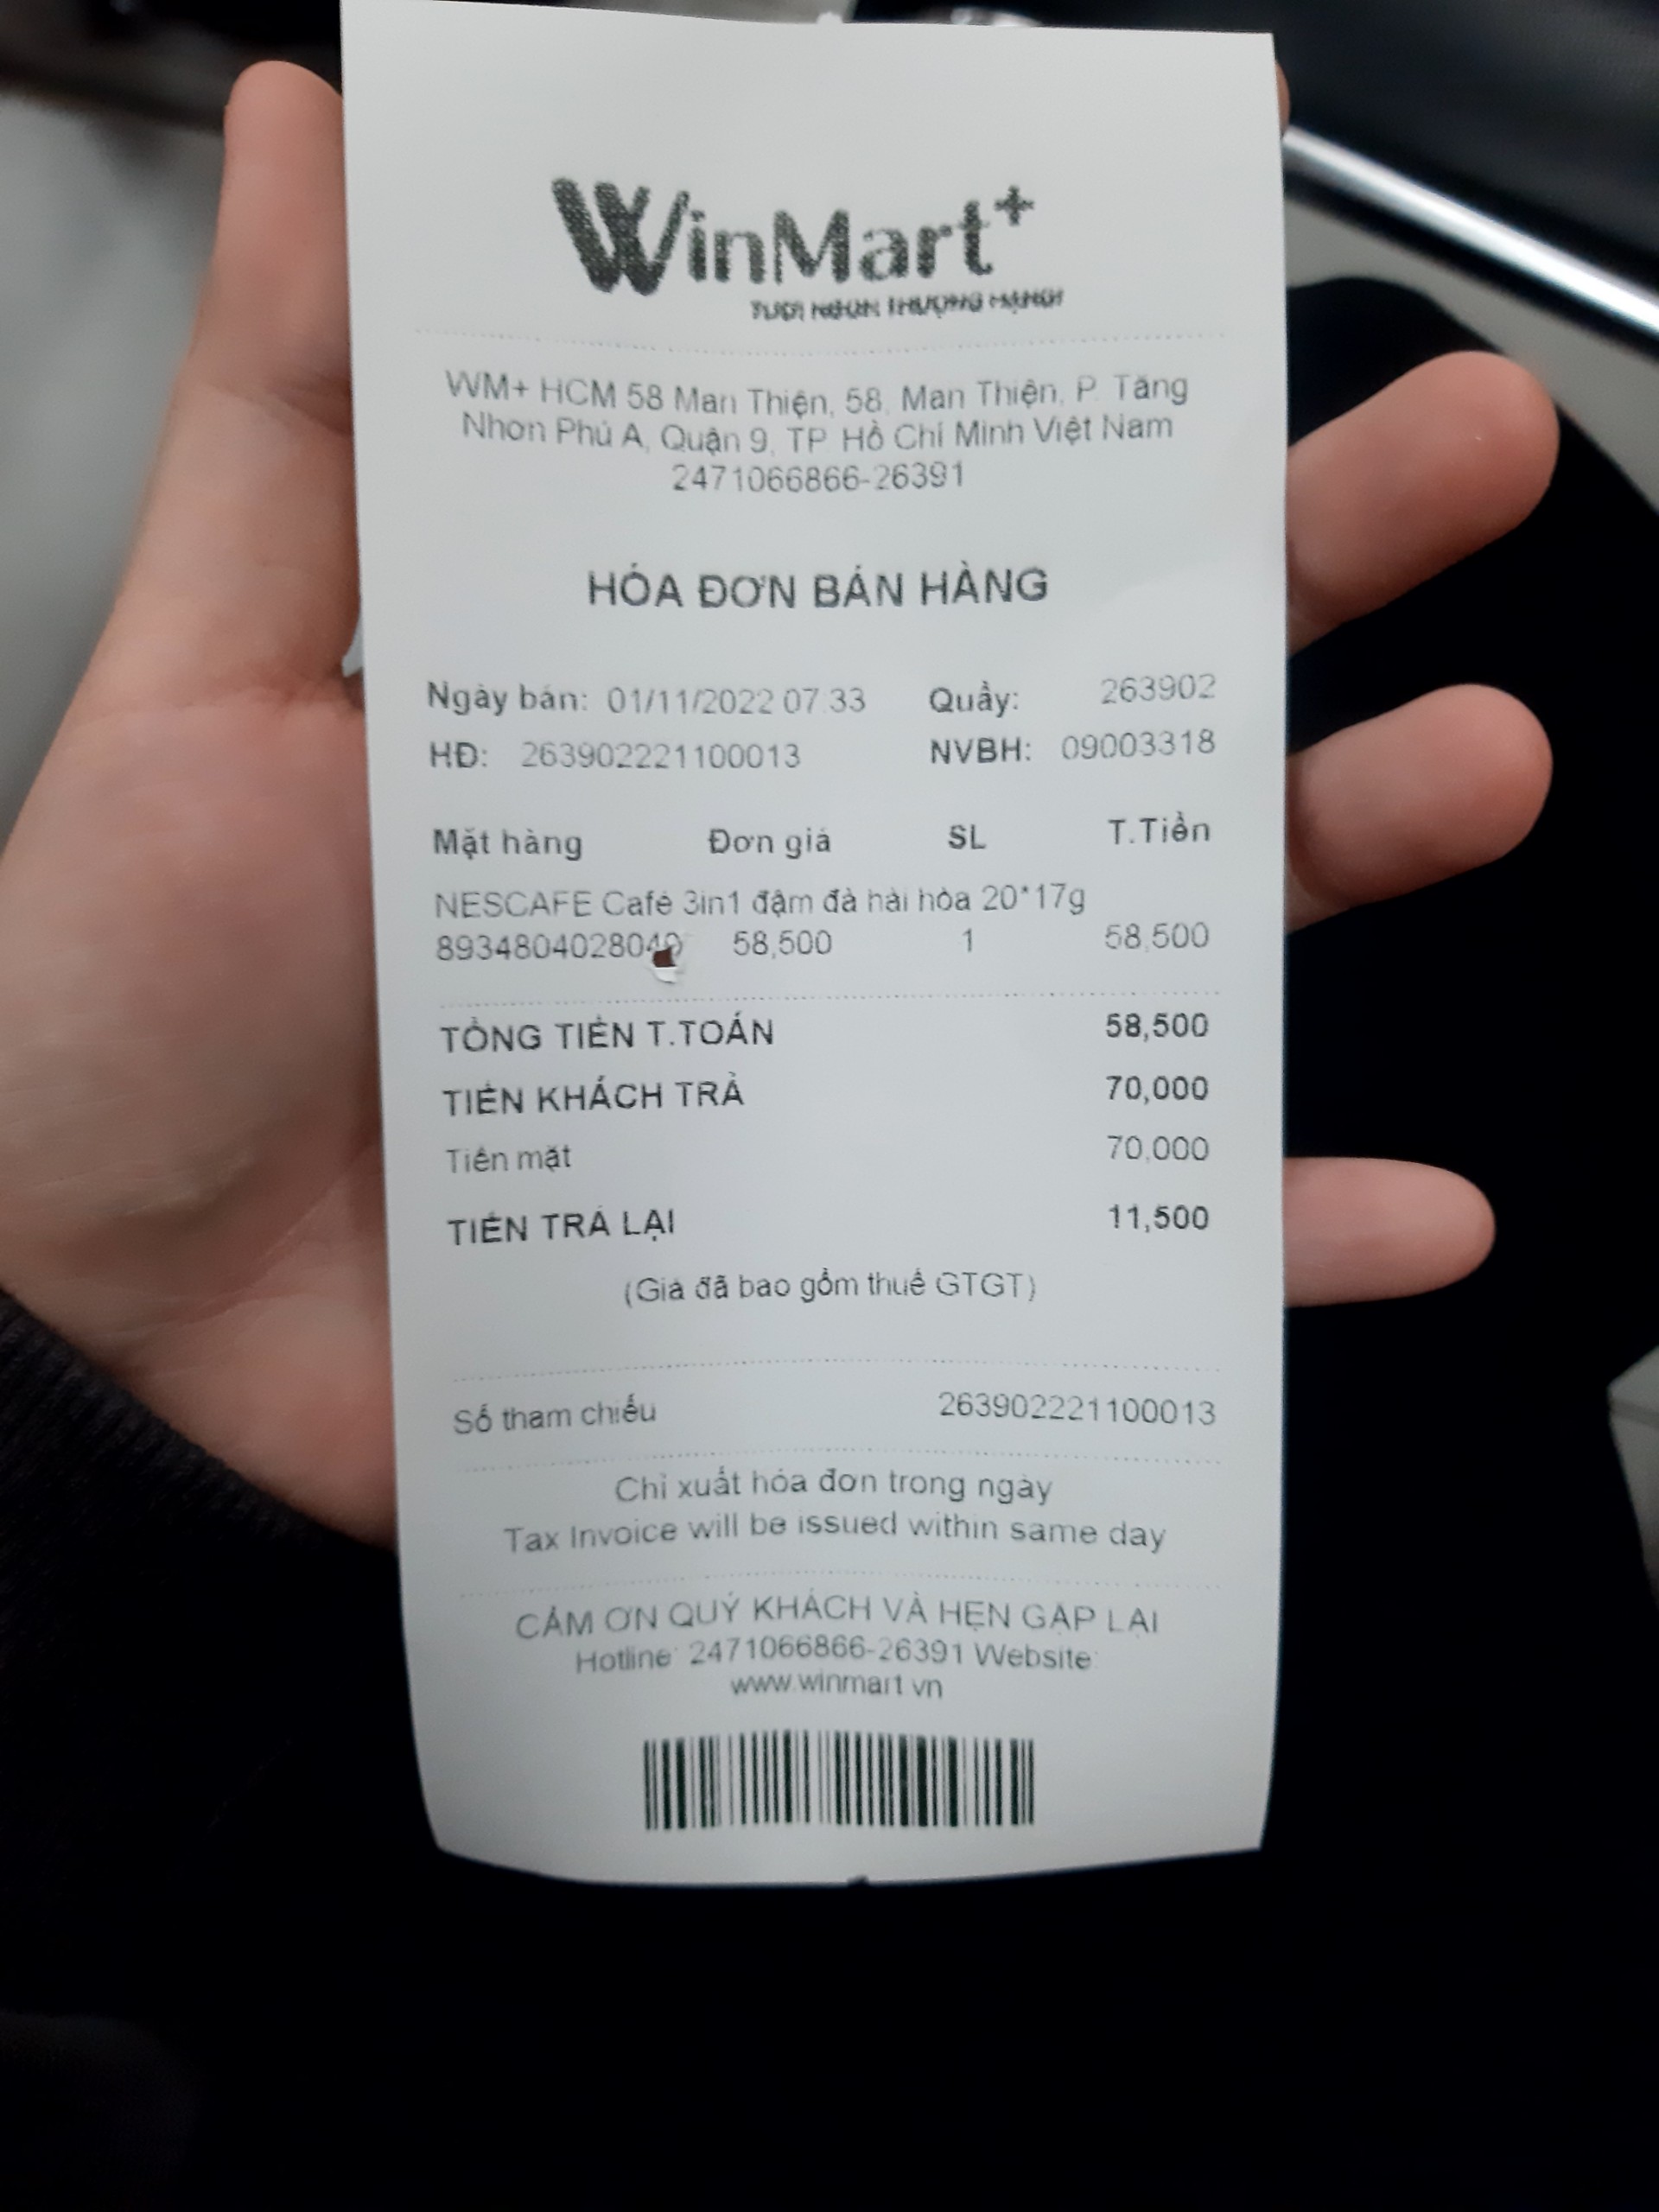 WinMart+
TƯƠI NGON THƯỢNG HẠNG!
WM+ HCM 58 Man Thiện, 58, Man Thiện, P. Tăng
Nhơn Phú A, Quận 9, TP. Hồ Chí Minh Việt Nam
2471066866-26391
HÓA ĐƠN BÁN HÀNG
Ngày bán: 01/11/2022 07:33 Quầy: 263902
HĐ: 263902221100013 NVBH: 09003318
Mặt hàng Đơn giá SL T.Tiền
NESCAFE Café 3in1 đậm đà hài hòa 20*17g
8934804028040 58,500 1 58,500
TỔNG TIỀN T.TOÁN 58,500
TIỀN KHÁCH TRẢ 70,000
Tiền mặt 70,000
TIỀN TRẢ LẠI 11,500
(Giá đã bao gồm thuế GTGT)
Số tham chiếu 263902221100013
Chỉ xuất hóa đơn trong ngày
Tax Invoice will be issued within same day
CẢM ƠN QUÝ KHÁCH VÀ HẸN GẶP LẠI
Hotline: 2471066866-26391 Website:
www.winmart.vn